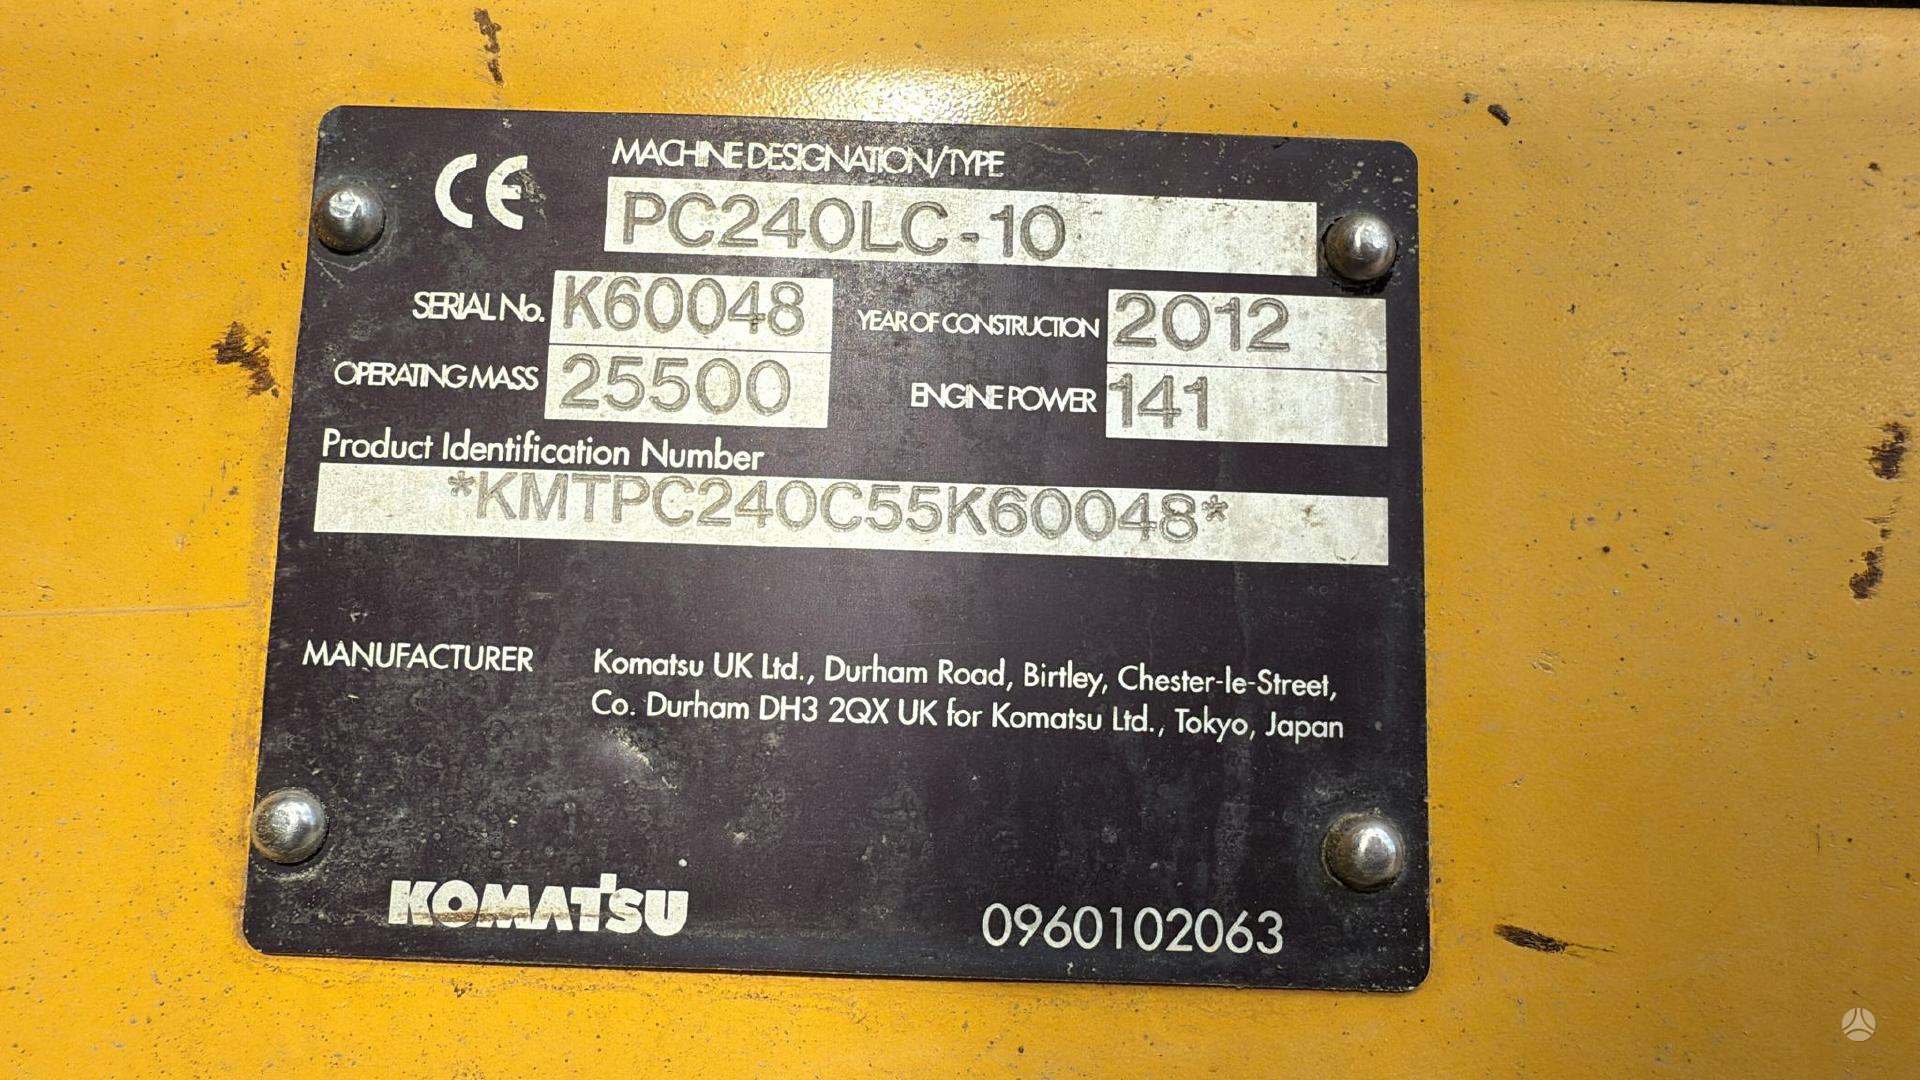 CE
MACHINE DESIGNATION/TYPE
PC240LC-10
SERIAL No. K60048 YEAR OF CONSTRUCTION 2012
OPERATING MASS 25500 ENGINE POWER 141
Product Identification Number
*KMTPC240C55K60048*
MANUFACTURER Komatsu UK Ltd., Durham Road, Birtley, Chester-le-Street,
Co. Durham DH3 2QX UK for Komatsu Ltd., Tokyo, Japan
KOMATSU 0960102063